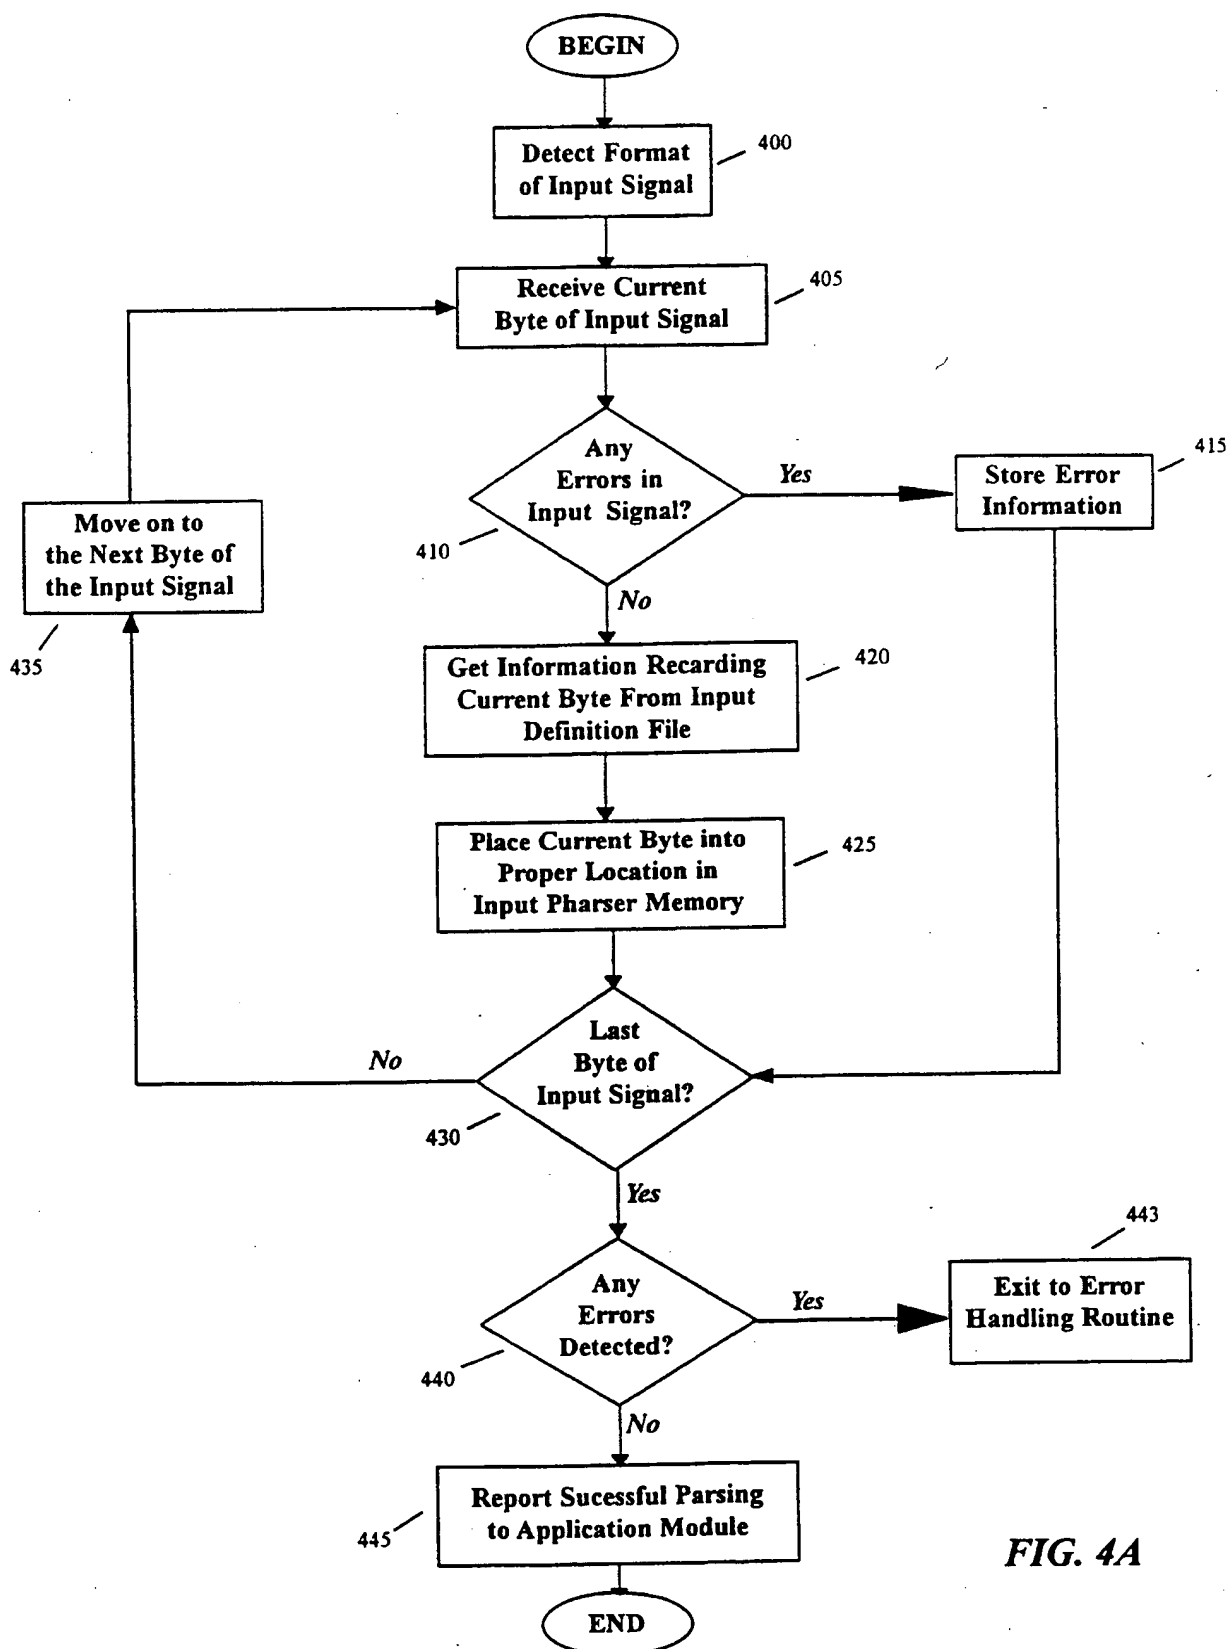 BEGIN
Detect Format
of Input Signal
400
Receive Current
Byte of Input Signal
405
Any
Errors in
Input Signal?
410
Yes
Store Error
Information
415
Move on to
the Next Byte of
the Input Signal
435
No
Get Information Recarding
Current Byte From Input
Definition File
420
Place Current Byte into
Proper Location in
Input Pharser Memory
425
Last
Byte of
Input Signal?
430
No
Yes
Any
Errors
Detected?
440
Yes
Exit to Error
Handling Routine
443
No
Report Sucessful Parsing
to Application Module
445
END
FIG. 4A